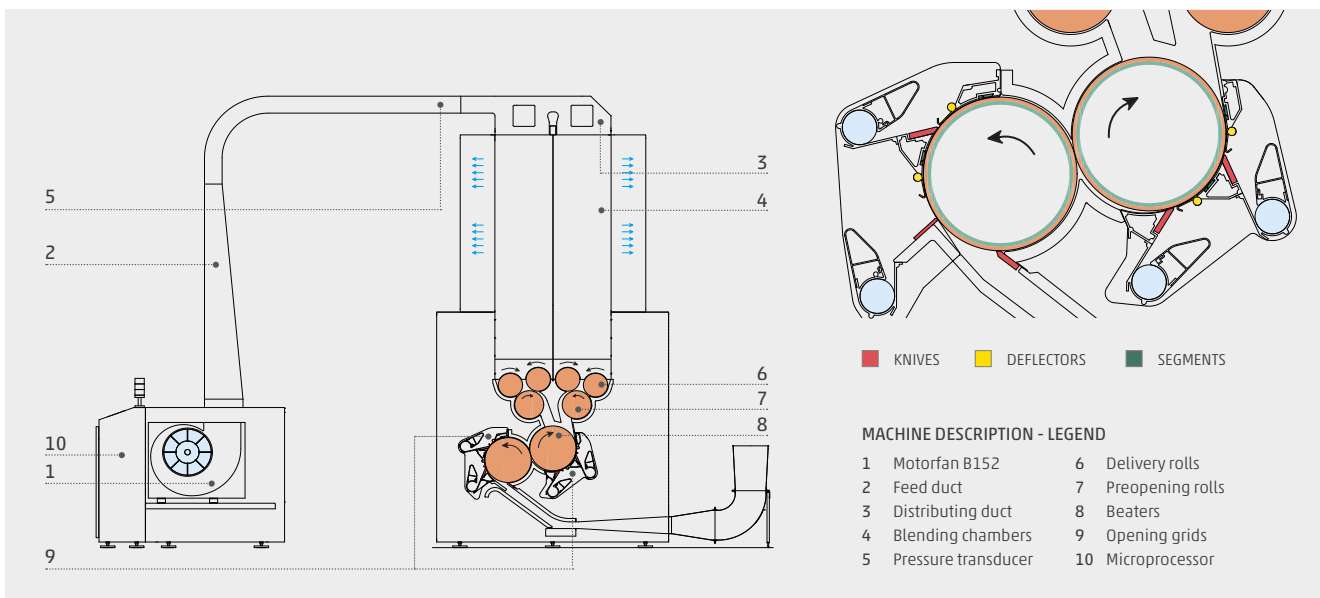 5
2
10
1
9
3
4
6
7
8
KNIVES DEFLECTORS SEGMENTS
MACHINE DESCRIPTION - LEGEND
1 Motorfan B152
2 Feed duct
3 Distributing duct
4 Blending chambers
5 Pressure transducer
6 Delivery rolls
7 Preopening rolls
8 Beaters
9 Opening grids
10 Microprocessor